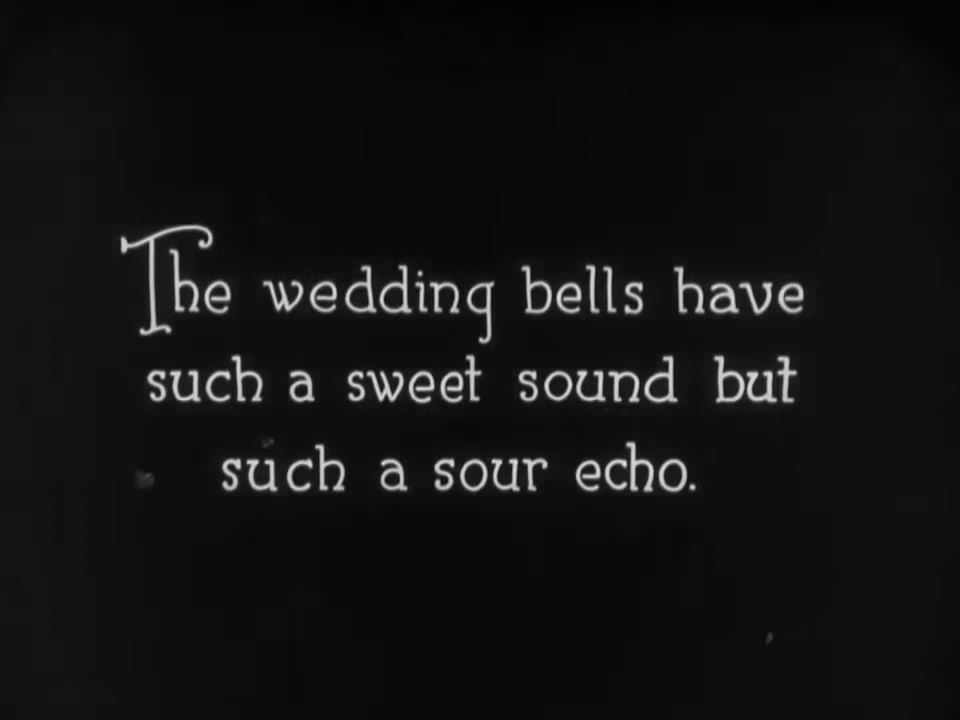 The wedding bells have
such a sweet sound but
such a sour echo.